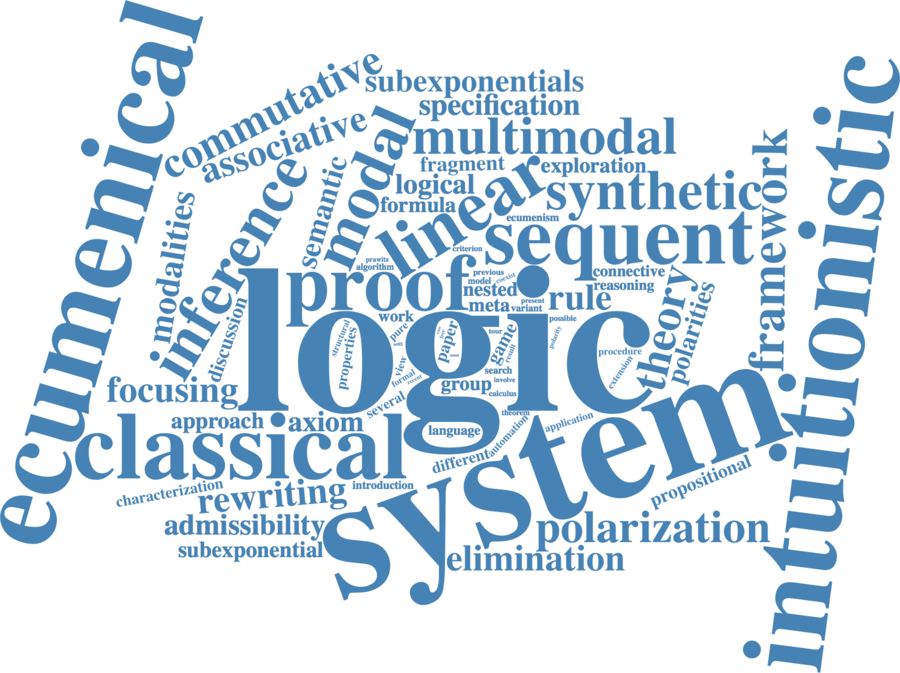 ecumenical
commutative
associative
subexponentials
specification
multimodal
modal
fragment
exploration
logical
formula
linear
synthetic
semantic
inference
modalities
ecumenism
sequent
criterion
prawitz
algorithm
proof
previous
model
nested
meta
present
variant
connective
reasoning
rule
theory
polarities
framework
intuitionistic
discussion
work
pure
structural
properties
logic
paper
tour
game
result
possible
polarity
procedure
extension
view
formal
recent
several
group
search
involve
calculus
theorem
focusing
approach
axiom
classical
language
different
automation
application
system
characterization
rewriting
introduction
admissibility
subexponential
propositional
polarization
elimination